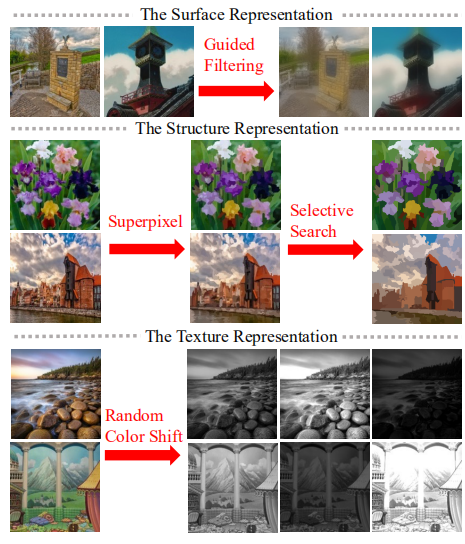 The Surface Representation
Guided
Filtering
The Structure Representation
Superpixel
Selective
Search
The Texture Representation
Random
Color Shift